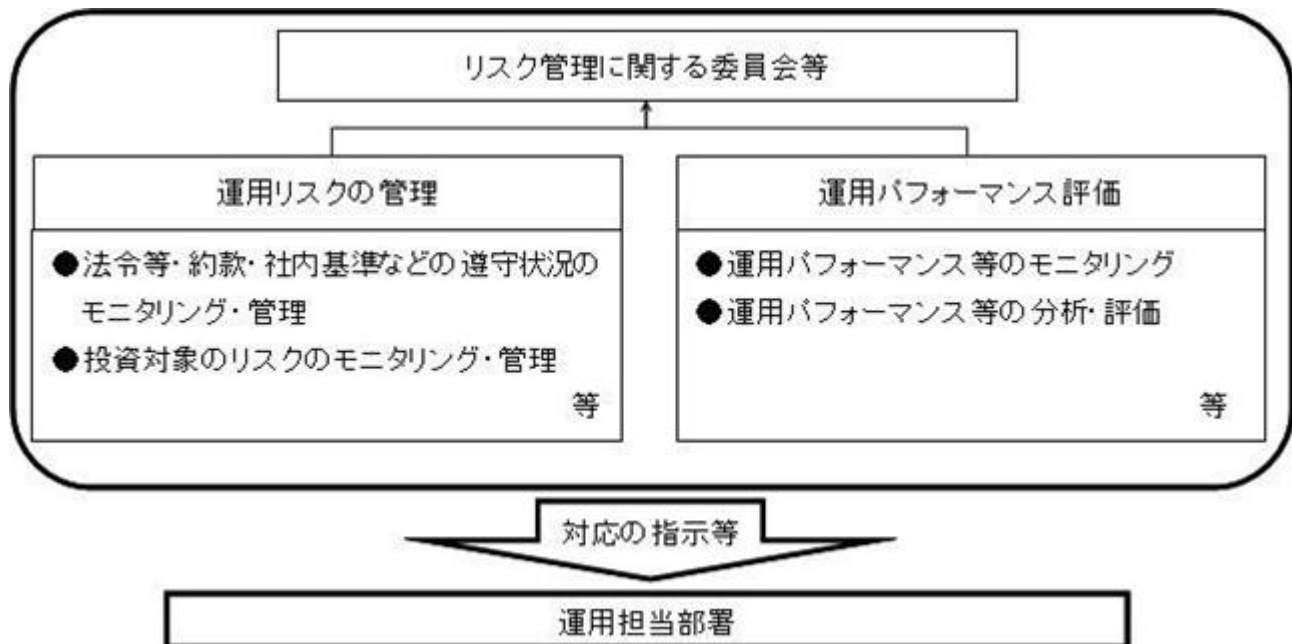 リスク管理に関する委員会等
運用リスクの管理
●法令等・約款・社内基準などの遵守状況の
モニタリング・管理
●投資対象のリスクのモニタリング・管理
等
運用パフォーマンス評価
●運用パフォーマンス等のモニタリング
●運用パフォーマンス等の分析・評価
等
対応の指示等
運用担当部署